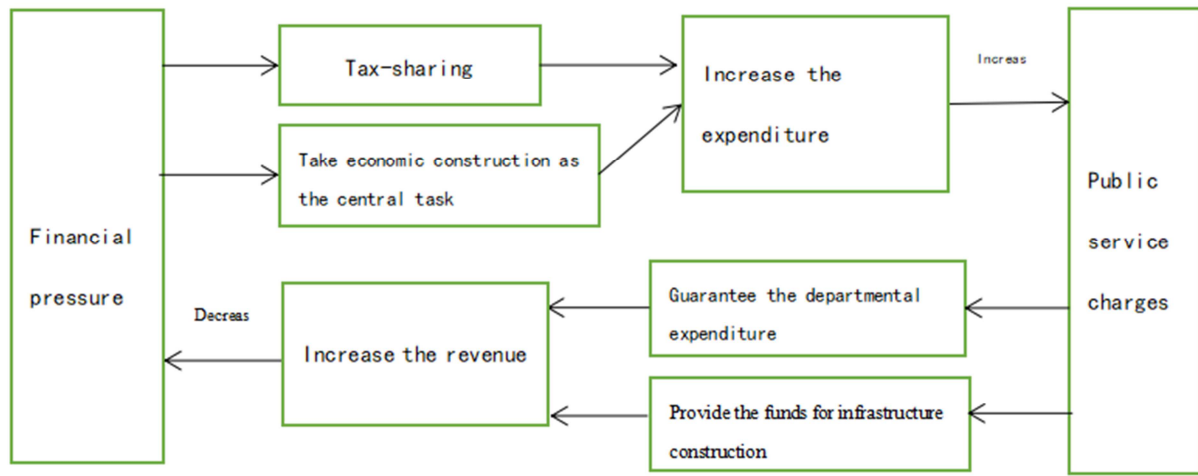 Financial
pressure
Tax-sharing
Take economic construction as
the central task
Increase the
expenditure
Increas
Public
service
charges
Guarantee the departmental
expenditure
Provide the funds for infrastructure
construction
Increase the revenue
Decreas